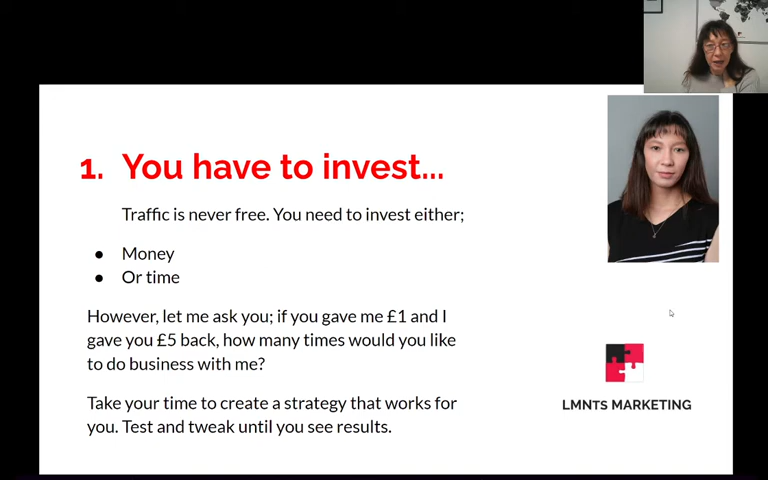 1. You have to invest...
Traffic is never free. You need to invest either;
● Money
● Or time
However, let me ask you; if you gave me £1 and I
gave you £5 back, how many times would you like
to do business with me?
Take your time to create a strategy that works for
you. Test and tweak until you see results.
LMNTS MARKETING